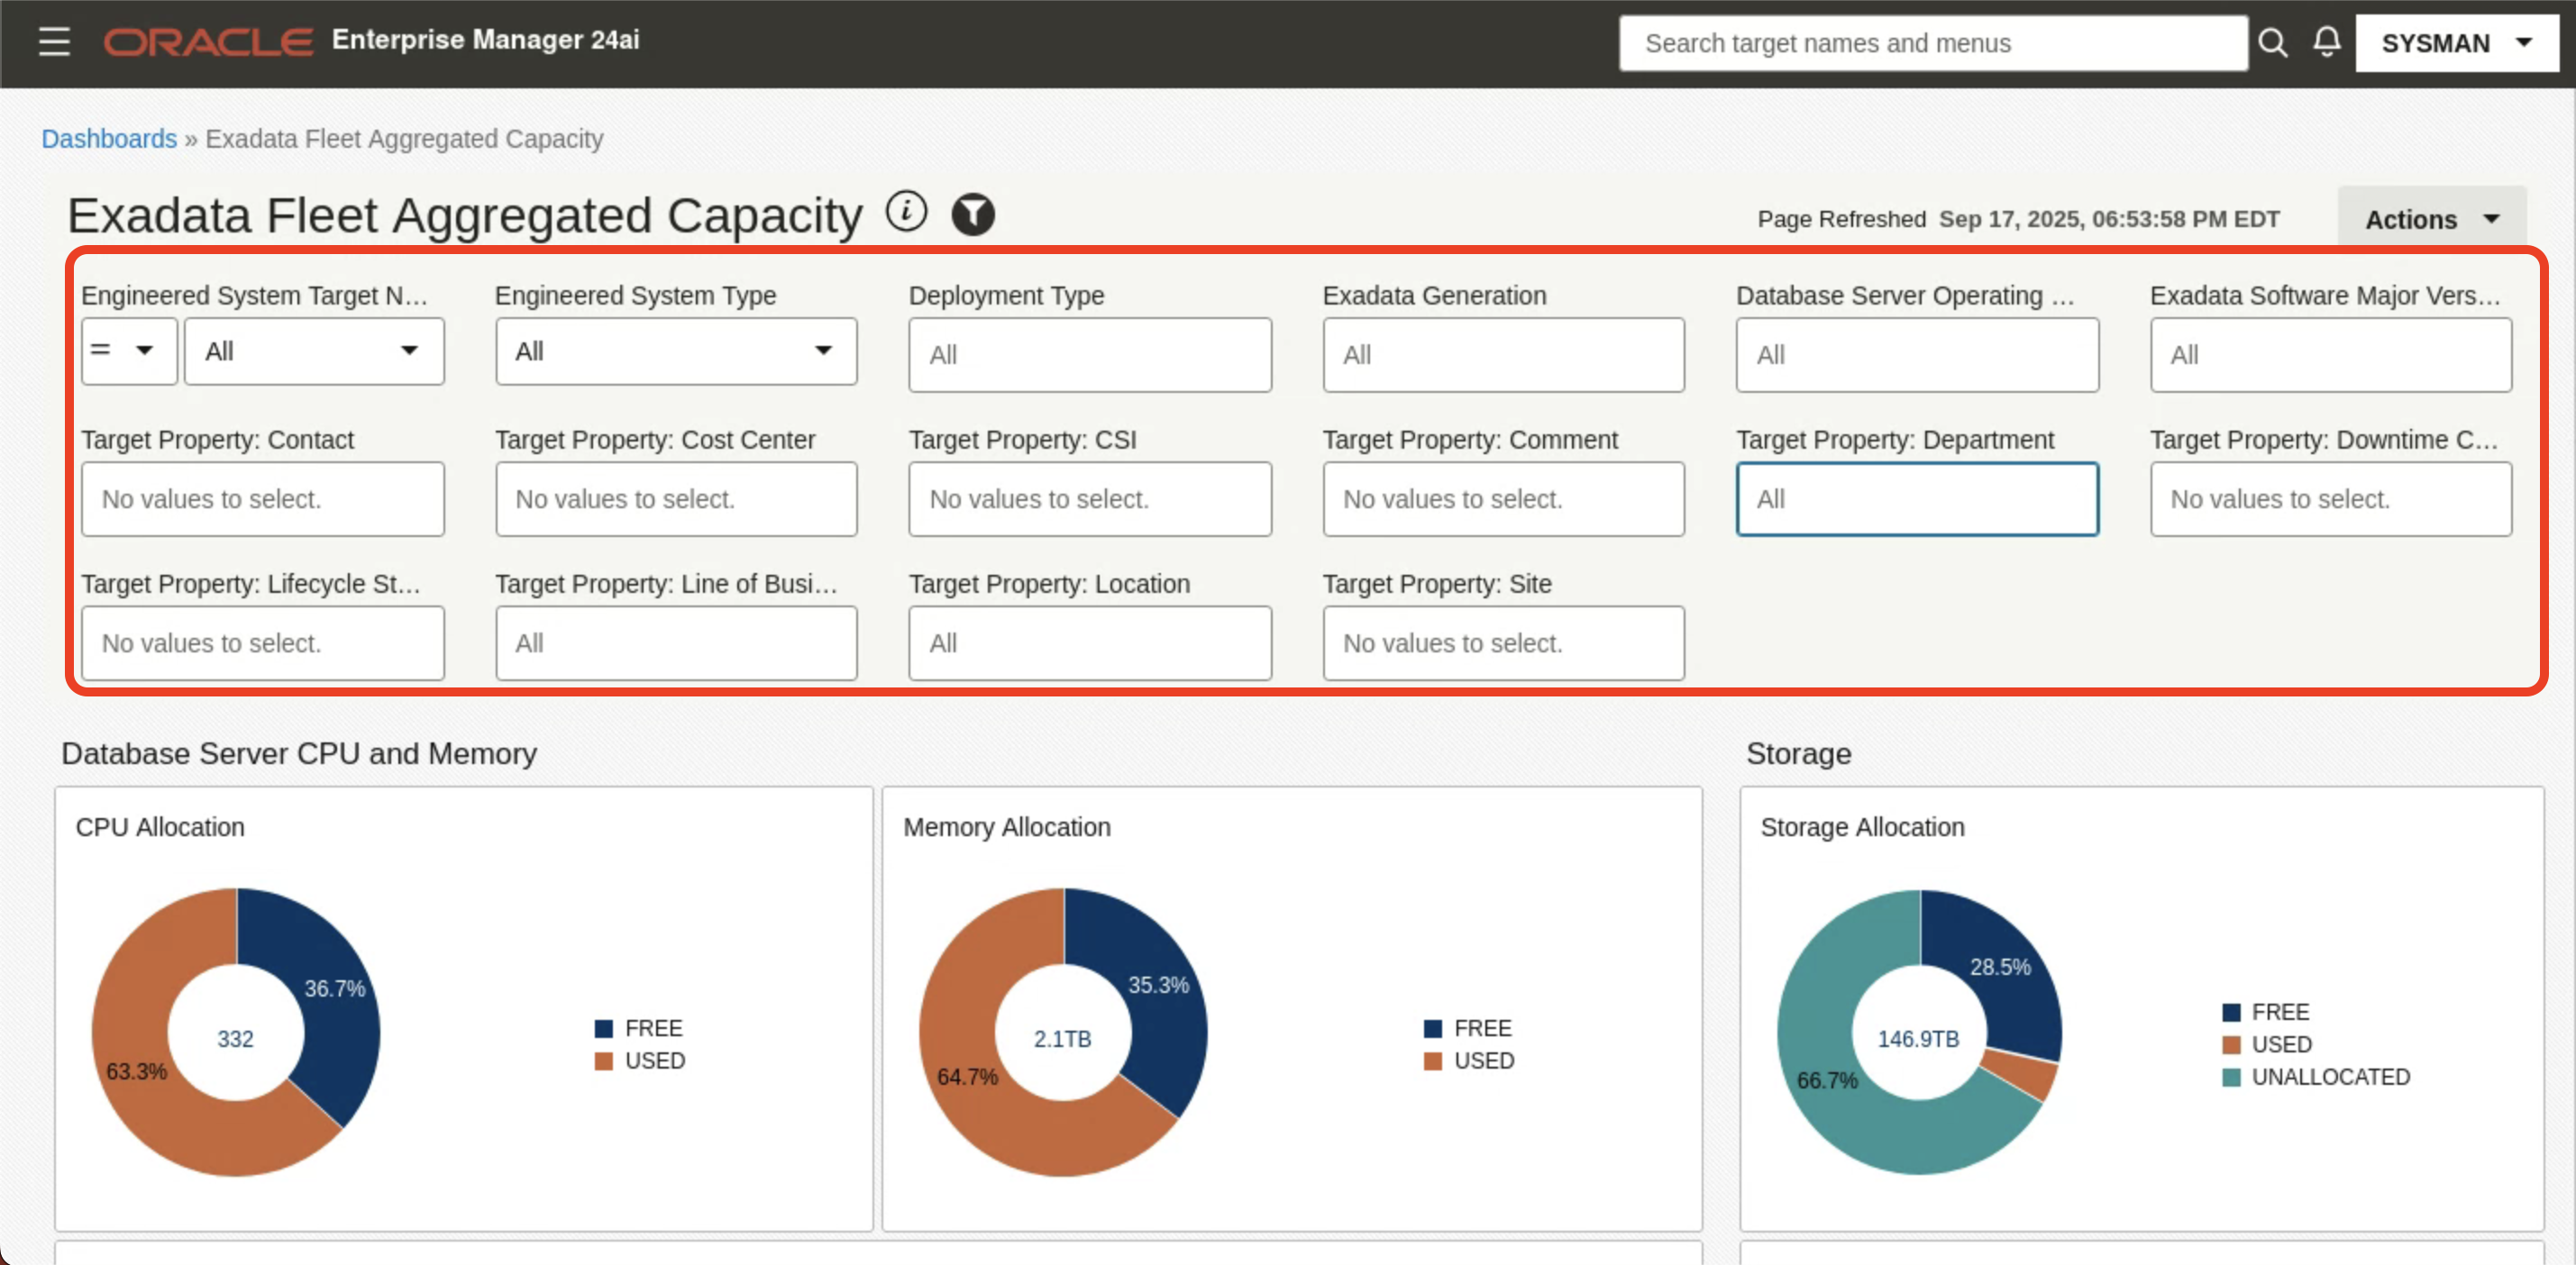 ORACLE Enterprise Manager 24ai
Search target names and menus
SYSMAN
Dashboards » Exadata Fleet Aggregated Capacity
Exadata Fleet Aggregated Capacity
Page Refreshed Sep 17, 2025, 06:53:58 PM EDT
Actions
Engineered System Target N... Engineered System Type Deployment Type Exadata Generation Database Server Operating ... Exadata Software Major Vers...
= All All All All All All
Target Property: Contact Target Property: Cost Center Target Property: CSI Target Property: Comment Target Property: Department Target Property: Downtime C...
No values to select. No values to select. No values to select. No values to select. All No values to select.
Target Property: Lifecycle St... Target Property: Line of Busi... Target Property: Location Target Property: Site
No values to select. All All No values to select.
Database Server CPU and Memory
CPU Allocation
36.7%
332
63.3%
FREE
USED
Memory Allocation
35.3%
2.1TB
64.7%
FREE
USED
Storage
Storage Allocation
28.5%
146.9TB
66.7%
FREE
USED
UNALLOCATED